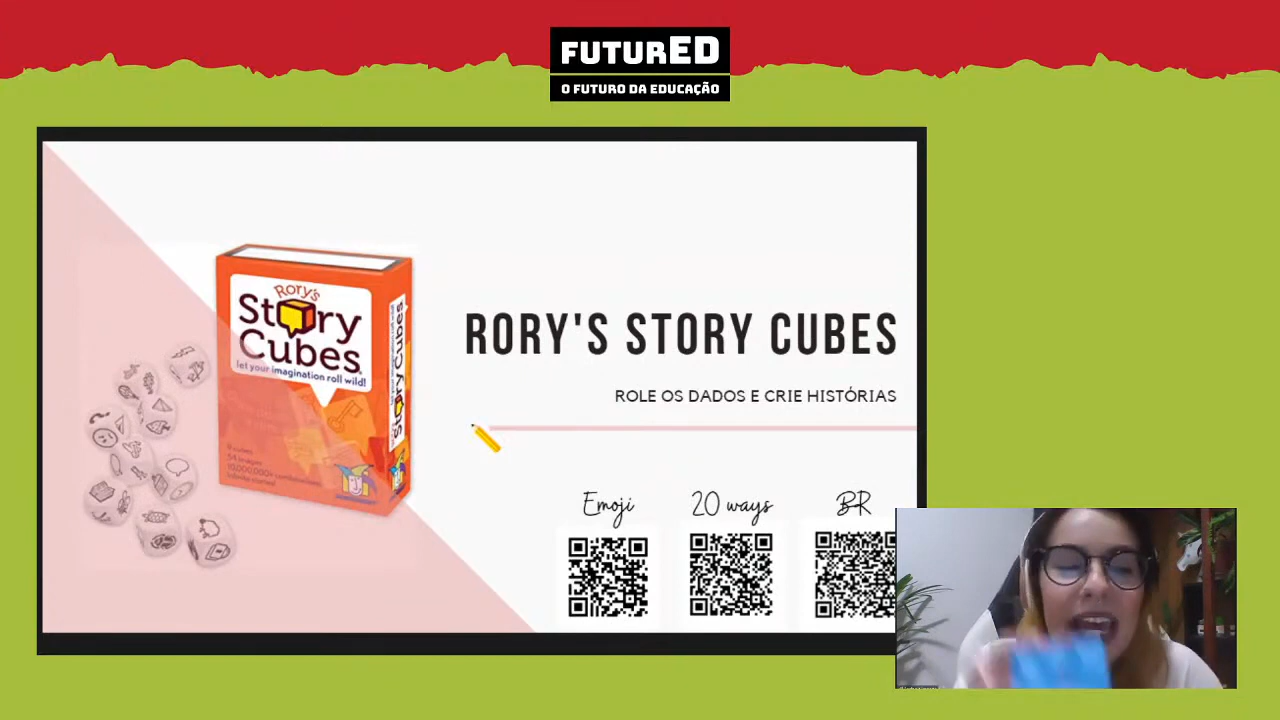 FUTURED
O FUTURO DA EDUCAÇÃO
Rory's
Story
Cubes
let your imagination roll wild!
Story Cubes
RORY'S STORY CUBES
ROLE OS DADOS E CRIE HISTÓRIAS
Emoji
20 ways
BR